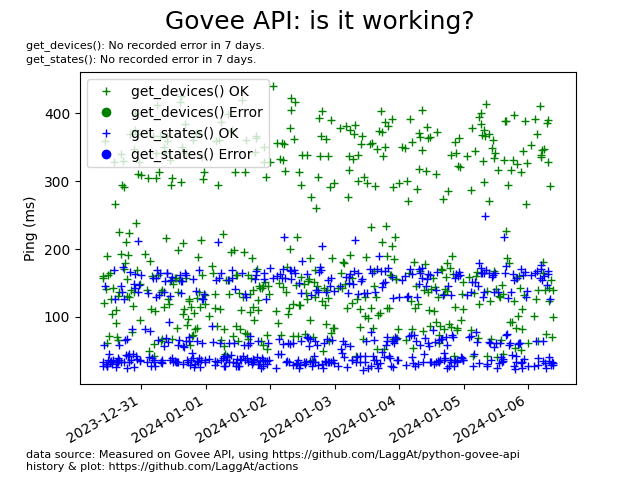 Govee API: is it working?
get_devices(): No recorded error in 7 days.
get_states(): No recorded error in 7 days.
get_devices() OK
get_devices() Error
get_states() OK
get_states() Error
400
300
200
100
Ping (ms)
2023-12-31
2024-01-01
2024-01-02
2024-01-03
2024-01-04
2024-01-05
2024-01-06
data source: Measured on Govee API, using https://github.com/LaggAt/python-govee-api
history & plot: https://github.com/LaggAt/actions